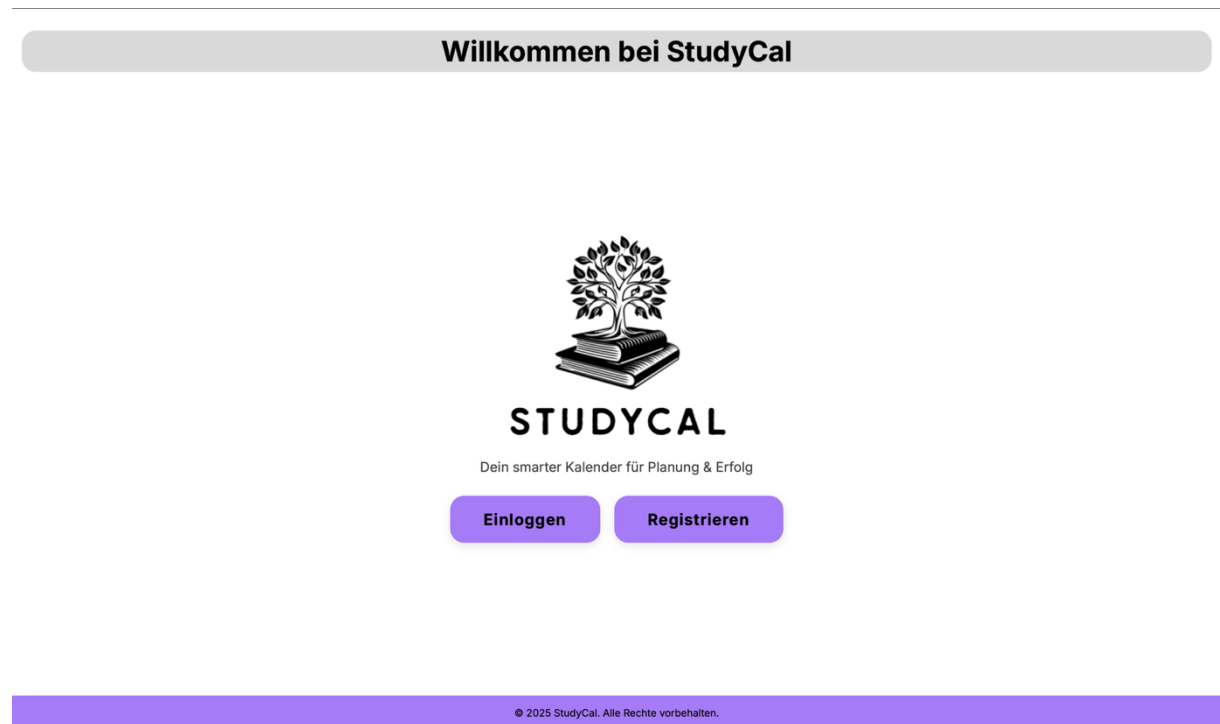 Willkommen bei StudyCal
STUDYCAL
Dein smarter Kalender für Planung & Erfolg
Einloggen
Registrieren
© 2025 StudyCal. Alle Rechte vorbehalten.